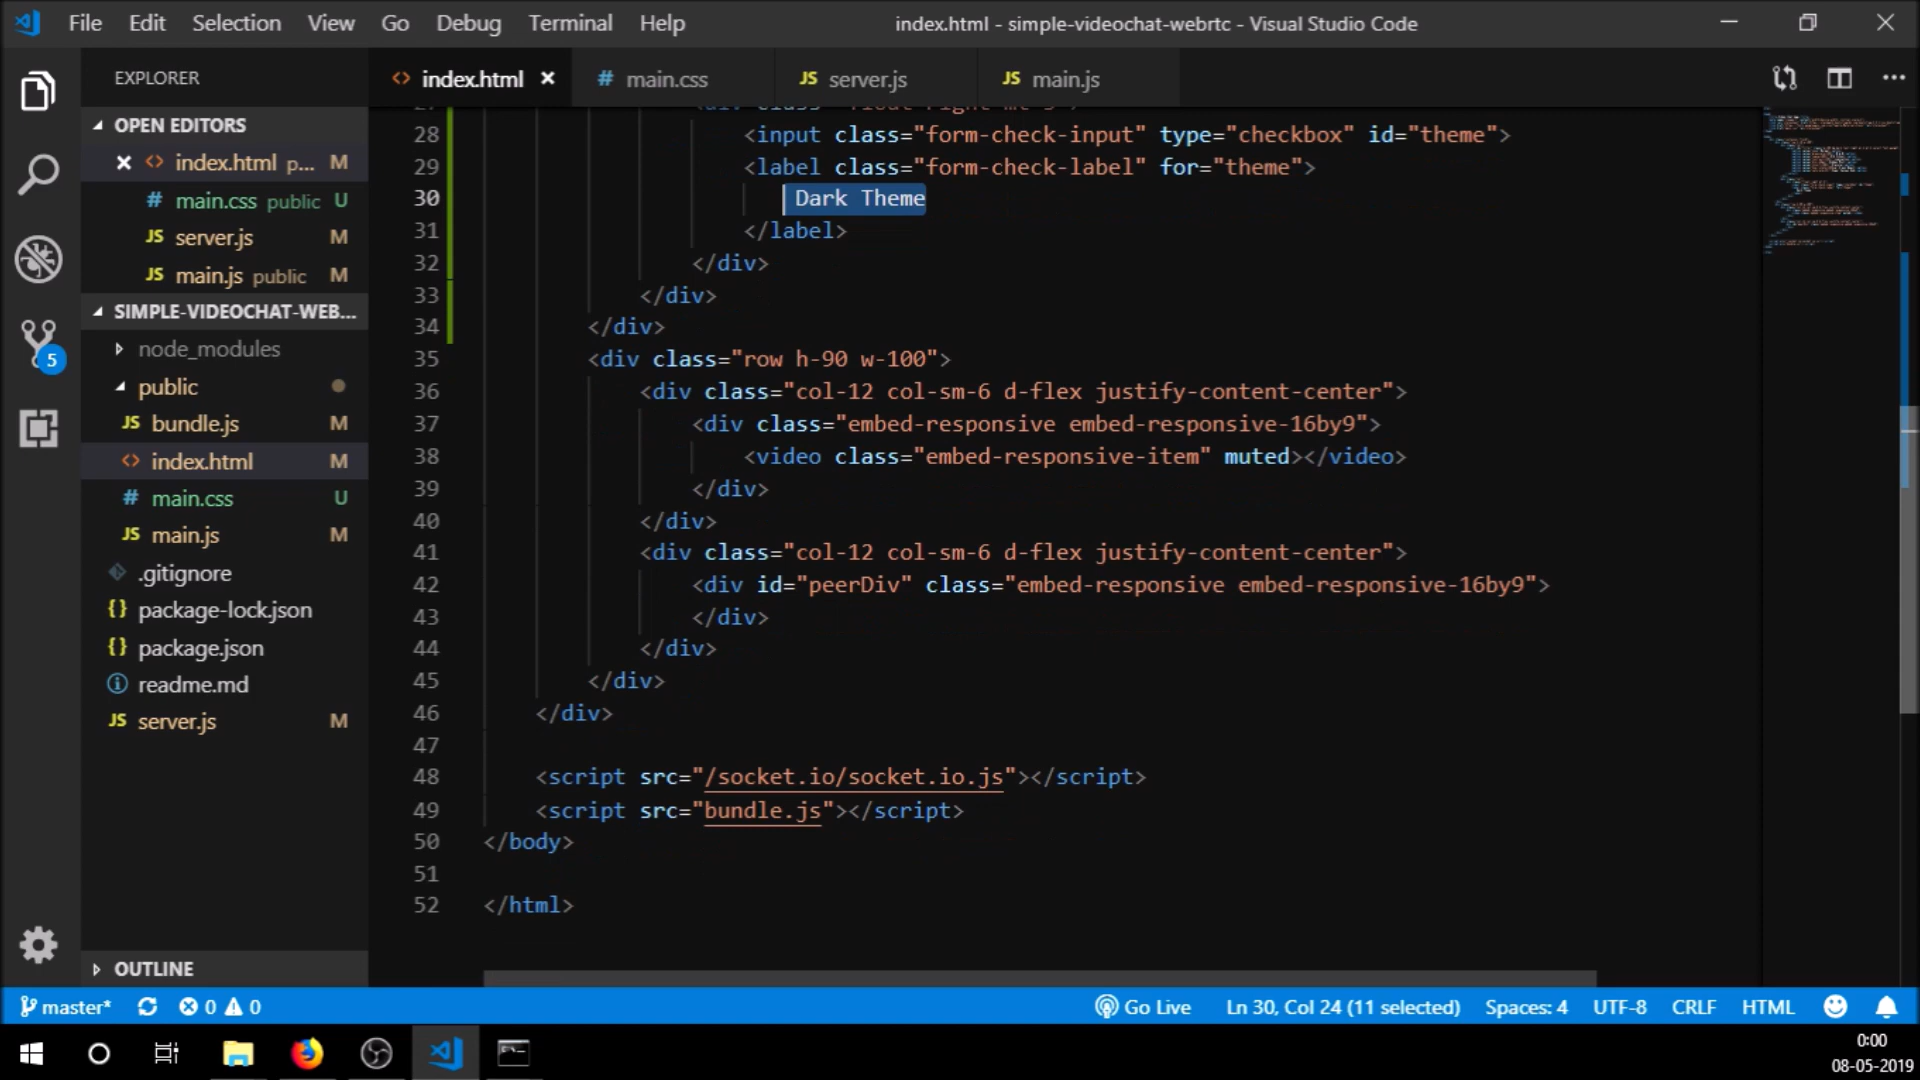 File Edit Selection View Go Debug Terminal Help
index.html - simple-videochat-webrtc - Visual Studio Code
EXPLORER
OPEN EDITORS
index.html p... M
main.css public U
server.js M
main.js public M
SIMPLE-VIDEOCHAT-WEB...
node_modules
public
JS bundle.js M
<> index.html M
# main.css U
JS main.js M
.gitignore
{} package-lock.json
{} package.json
readme.md
JS server.js M
OUTLINE
5
<> index.html
# main.css
JS server.js
JS main.js
28 <input class="form-check-input" type="checkbox" id="theme">
29 <label class="form-check-label" for="theme">
30 Dark Theme
31 </label>
32 </div>
33 </div>
34 </div>
35 <div class="row h-90 w-100">
36 <div class="col-12 col-sm-6 d-flex justify-content-center">
37 <div class="embed-responsive embed-responsive-16by9">
38 <video class="embed-responsive-item" muted></video>
39 </div>
40 </div>
41 <div class="col-12 col-sm-6 d-flex justify-content-center">
42 <div id="peerDiv" class="embed-responsive embed-responsive-16by9">
43 </div>
44 </div>
45 </div>
46 </div>
47
48 <script src="/socket.io/socket.io.js"></script>
49 <script src="bundle.js"></script>
50 </body>
51
52 </html>
master* 0 0 Go Live Ln 30, Col 24 (11 selected) Spaces: 4 UTF-8 CRLF HTML
0:00
08-05-2019